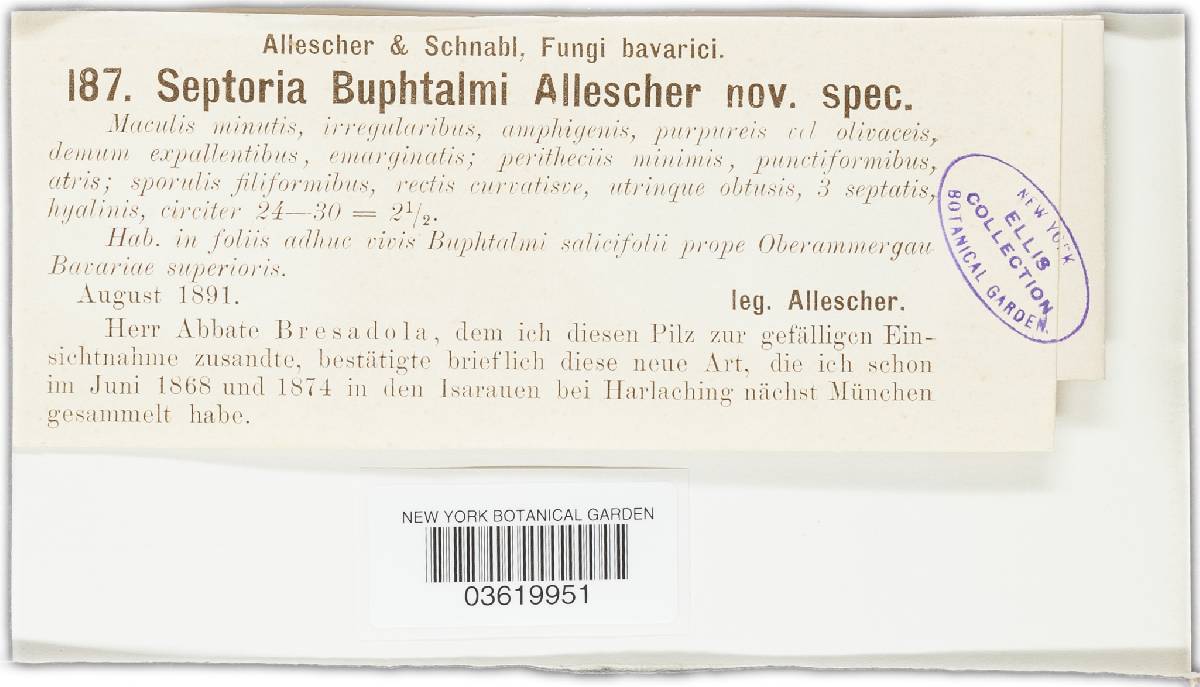 Allescher & Schnabl, Fungi bavarici.
187. Septoria Buphtalmi Allescher nov. spec.
Maculis minutis, irregularibus, amphigenis, purpureis vel olivaceis,
demum expallentibus, emarginatis; peritheciis minimis, punctiformibus,
atris; sporulis filiformibus, rectis curvatisve, utrinque obtusis, 3 septatis,
hyalinis, circiter 24—30 = 2 1/2.
Hab. in foliis adhuc vivis Buphtalmi salicifolii prope Oberammergau
Bavariae superioris.
August 1891. leg. Allescher.
Herr Abbate Bresadola, dem ich diesen Pilz zur gefälligen Ein-
sichtnahme zusandte, bestätigte brieflich diese neue Art, die ich schon
im Juni 1868 und 1874 in den Isarauen bei Harlaching nächst München
gesammelt habe.
NEW YORK
ELLIS
COLLECTION
BOTANICAL GARDEN.
NEW YORK BOTANICAL GARDEN
03619951